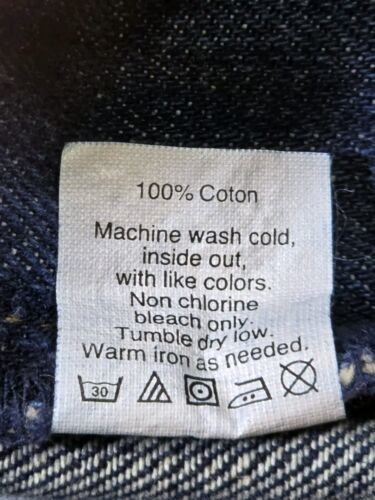 100% Coton
Machine wash cold,
inside out,
with like colors.
Non chlorine
bleach only.
Tumble dry low.
Warm iron as needed.
30